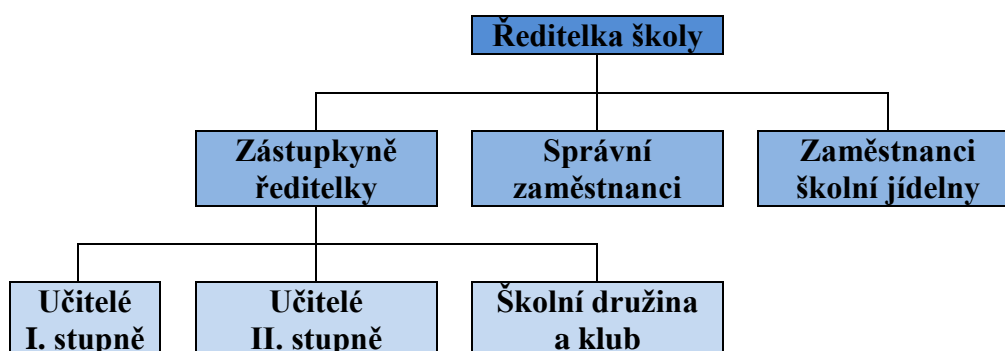 Ředitelka školy
Zástupkyně
ředitelky
Správní
zaměstnanci
Zaměstnanci
školní jídelny
Učitelé
I. stupně
Učitelé
II. stupně
Školní družina
a klub